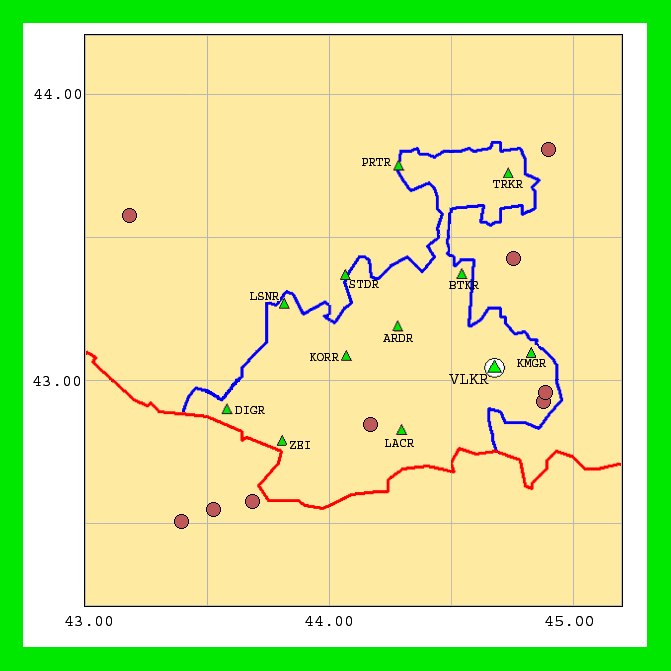 44.00
PRTR
TRKR
STDR
BTKR
LSNR
ARDR
KORR
KMGR
VLKR
43.00
DIGR
LACR
ZEI
43.00 44.00 45.00